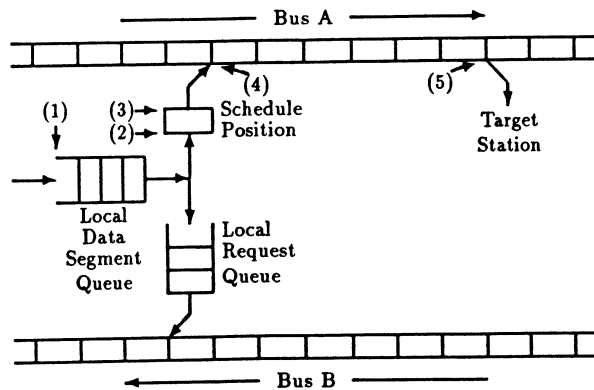 Bus A
(4)
(5)
(3)
(2)
Schedule
Position
(1)
Target
Station
Local
Data
Segment
Queue
Local
Request
Queue
Bus B